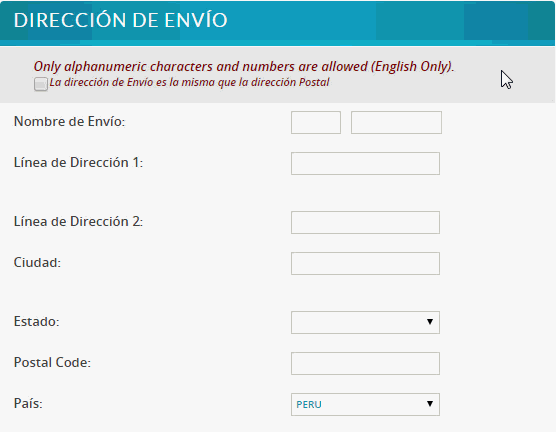 DIRECCIÓN DE ENVÍO
Only alphanumeric characters and numbers are allowed (English Only).
La dirección de Envío es la misma que la dirección Postal
Nombre de Envío:
Línea de Dirección 1:
Línea de Dirección 2:
Ciudad:
Estado:
Postal Code:
País:
PERU